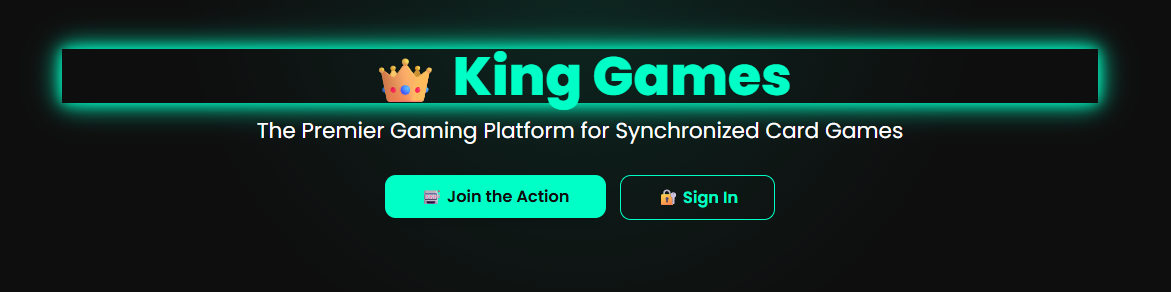 King Games
The Premier Gaming Platform for Synchronized Card Games
Join the Action
Sign In